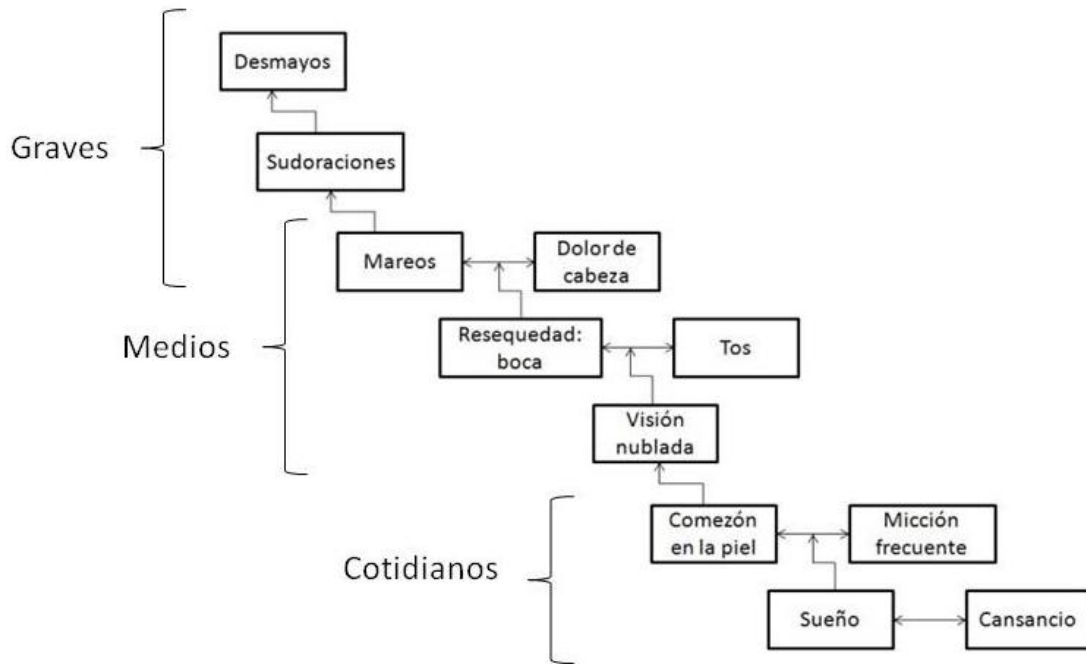 Desmayos
Graves
Sudoraciones
Mareos
Dolor de
cabeza
Medios
Resequedad:
boca
Tos
Visión
nublada
Comezón
en la piel
Micción
frecuente
Cotidianos
Sueño
Cansancio